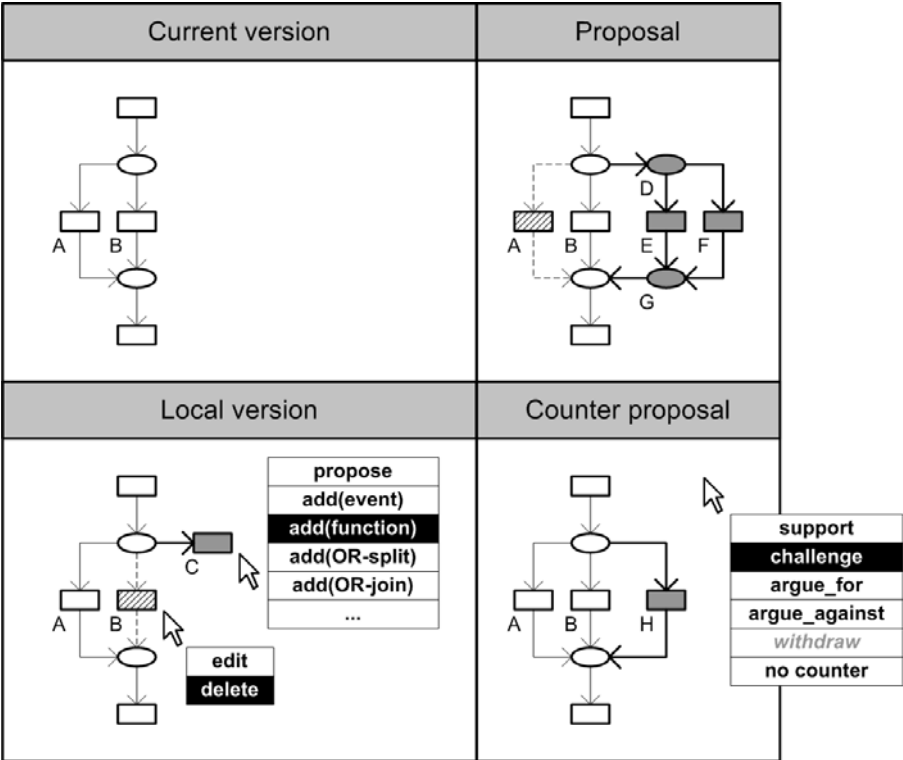 Current version
Proposal
A
B
D
A
B
E
F
G
Local version
Counter proposal
propose
add(event)
add(function)
add(OR-split)
add(OR-join)
...
C
A
B
edit
delete
support
challenge
argue_for
argue_against
withdraw
no counter
A
B
H